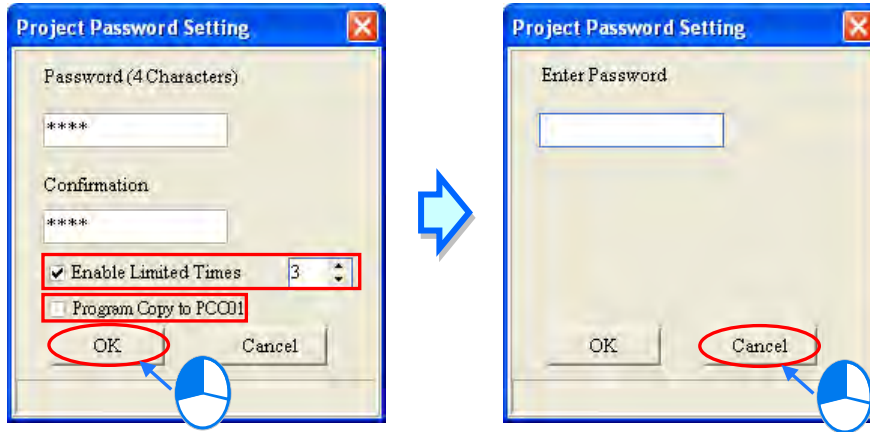 Project Password Setting
Password (4 Characters)
****
Confirmation
****
Enable Limited Times 3
Program Copy to PCC01
OK Cancel
Project Password Setting
Enter Password
OK Cancel